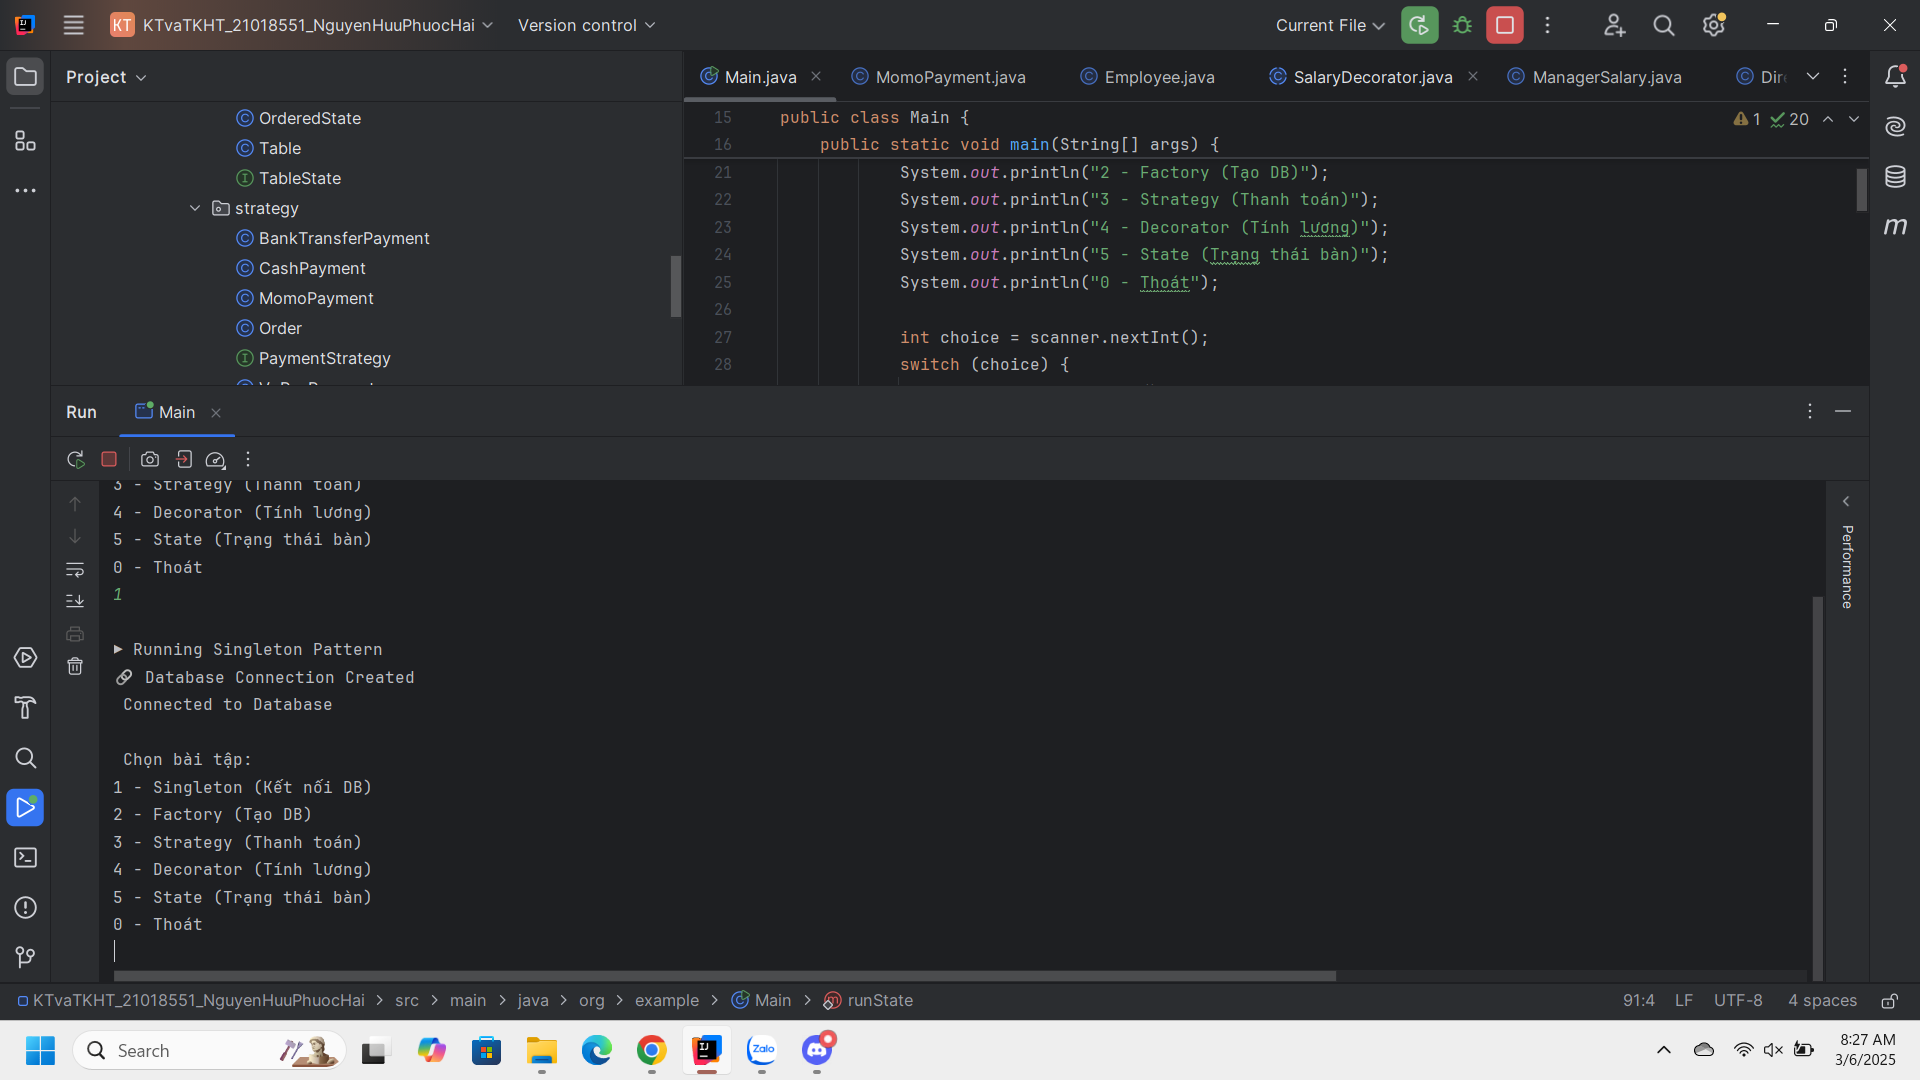 KT KTvaTKHT_21018551_NguyenHuuPhuocHai Version control Current File
Project
OrderedState
Table
TableState
strategy
BankTransferPayment
CashPayment
MomoPayment
Order
PaymentStrategy
Main.java MomoPayment.java Employee.java SalaryDecorator.java ManagerSalary.java Dir
1 20
15 public class Main {
16 public static void main(String[] args) {
21 System.out.println("2 - Factory (Tạo DB)");
22 System.out.println("3 - Strategy (Thanh toán)");
23 System.out.println("4 - Decorator (Tính lương)");
24 System.out.println("5 - State (Trạng thái bàn)");
25 System.out.println("0 - Thoát");
26
27 int choice = scanner.nextInt();
28 switch (choice) {
Run Main
3 - Strategy (Thanh toán)
4 - Decorator (Tính lương)
5 - State (Trạng thái bàn)
0 - Thoát
1
▶ Running Singleton Pattern
🔗 Database Connection Created
Connected to Database
Chọn bài tập:
1 - Singleton (Kết nối DB)
2 - Factory (Tạo DB)
3 - Strategy (Thanh toán)
4 - Decorator (Tính lương)
5 - State (Trạng thái bàn)
0 - Thoát
Performance
KTvaTKHT_21018551_NguyenHuuPhuocHai > src > main > java > org > example > Main > runState 91:4 LF UTF-8 4 spaces
Search
Zalo
8:27 AM
3/6/2025